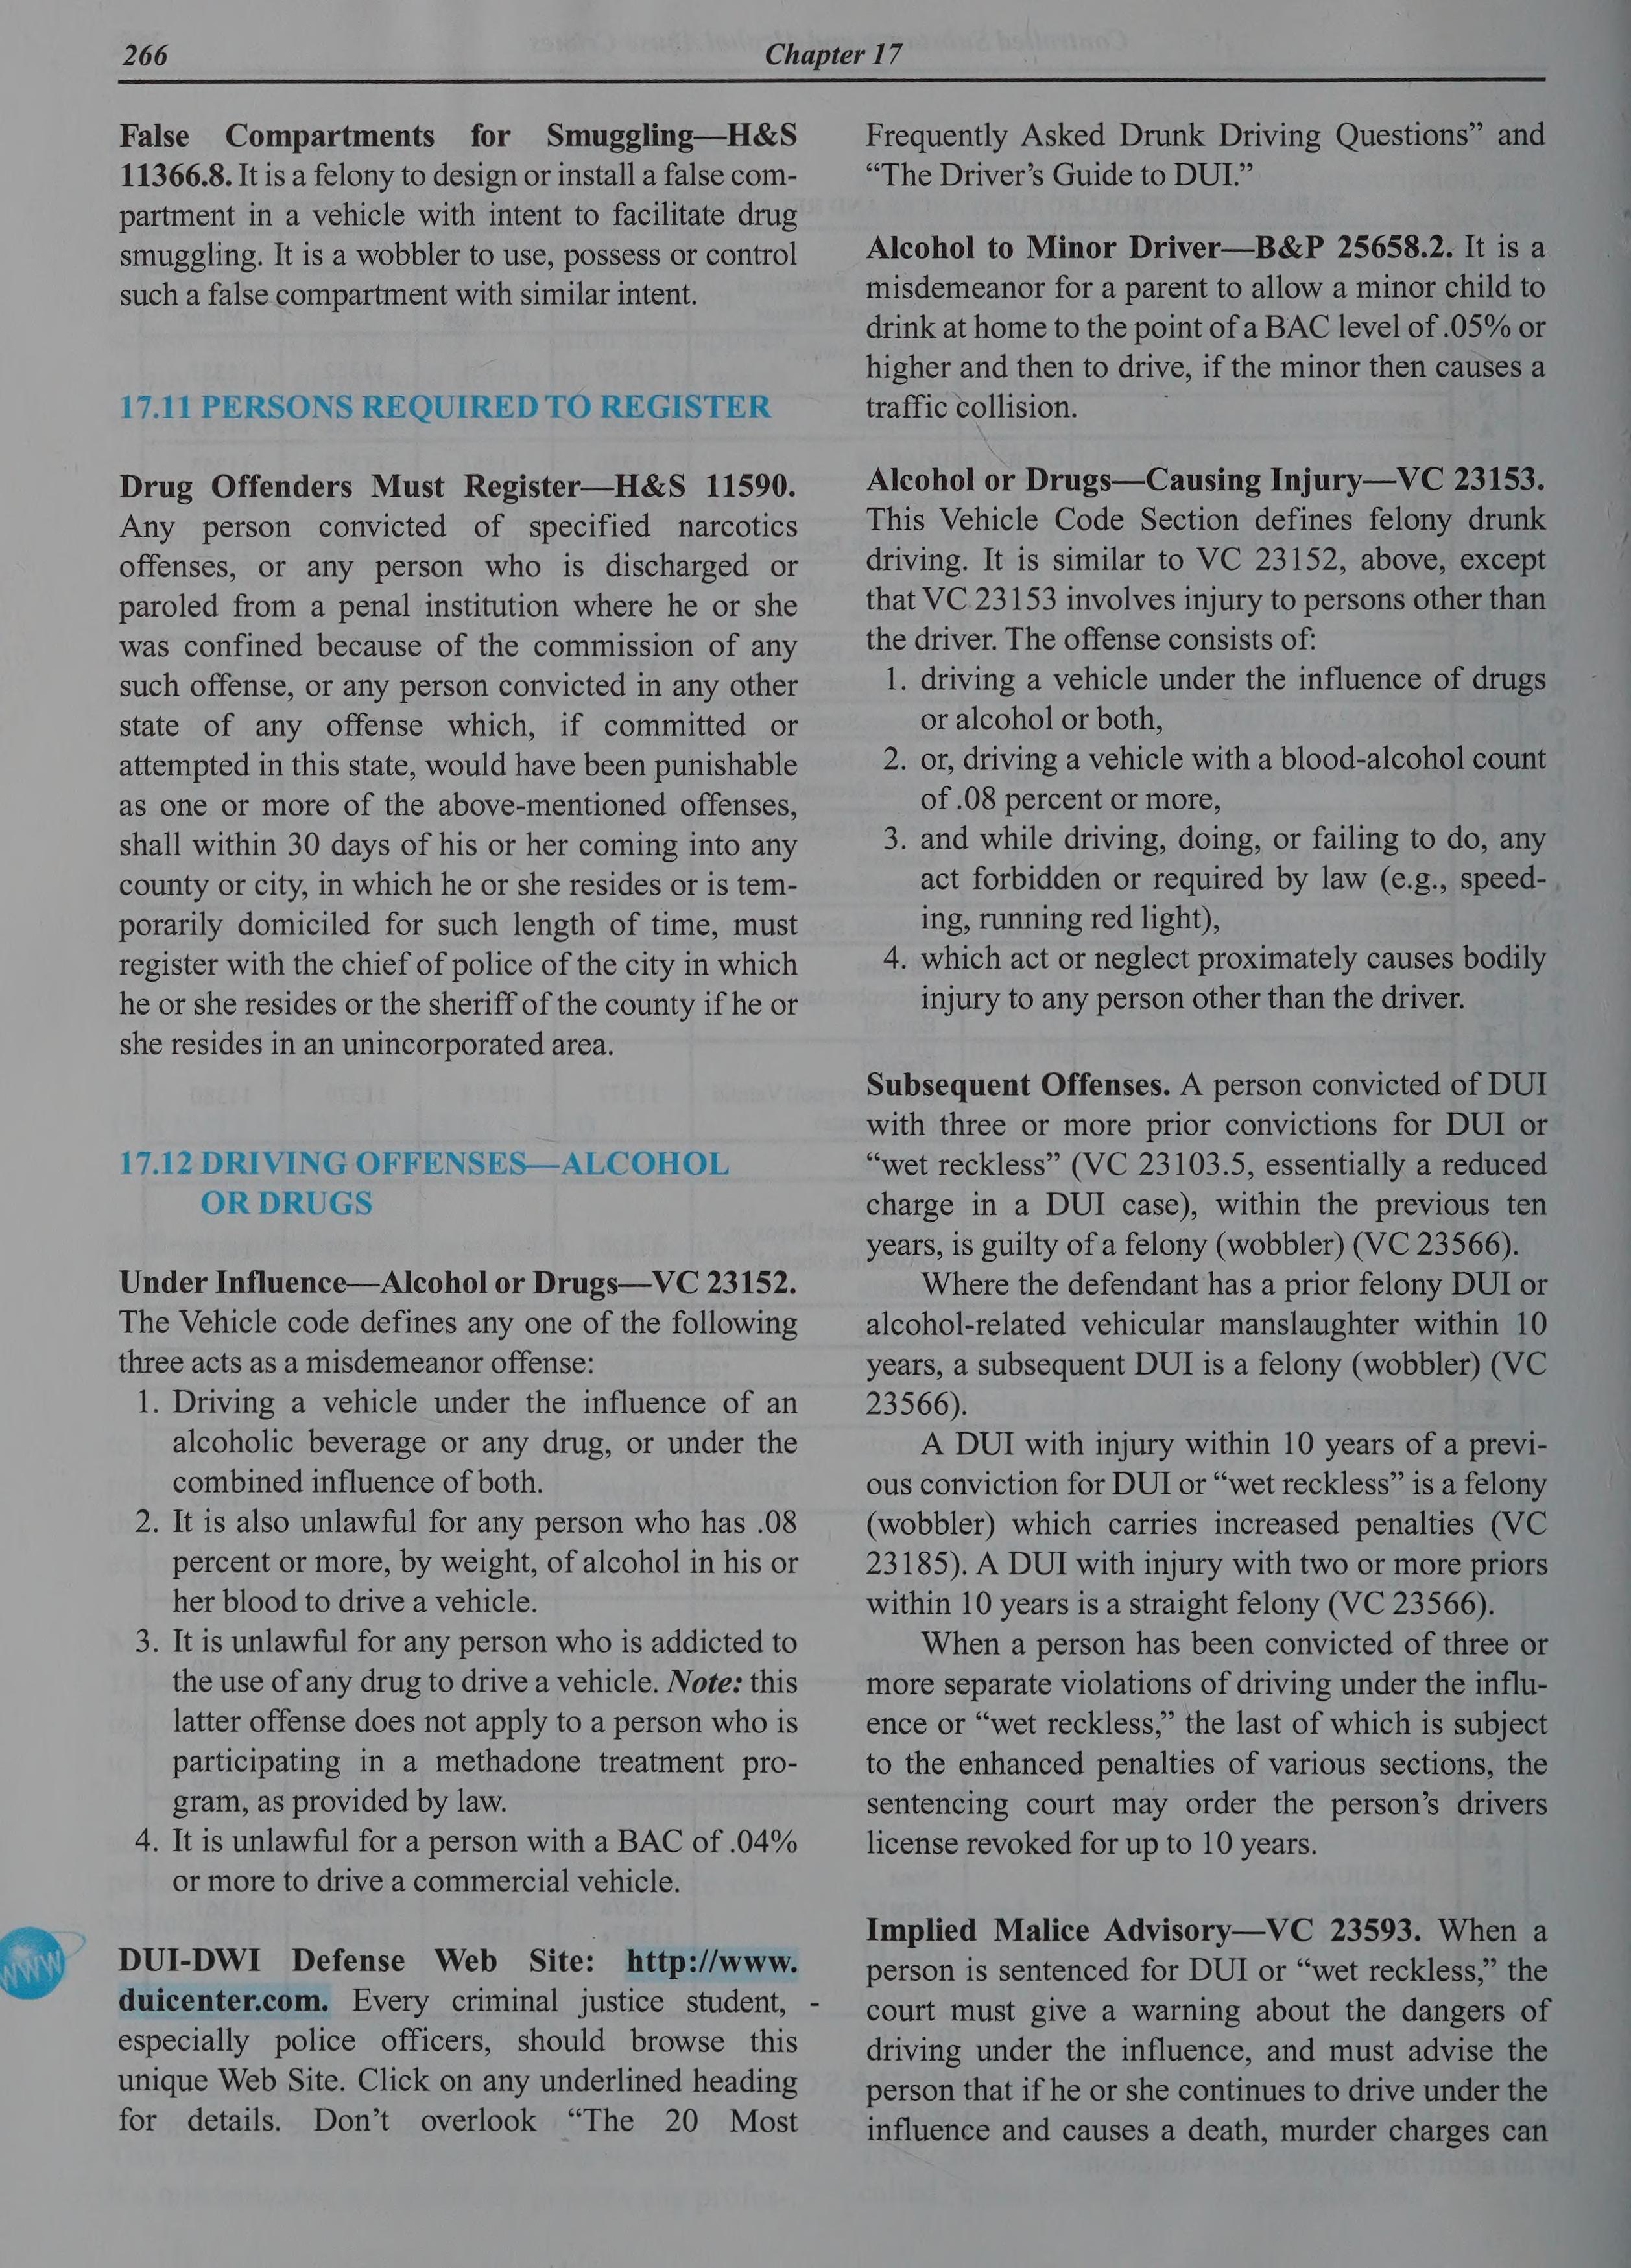 266
Chapter 17
False Compartments for Smuggling—H&S
11366.8. It is a felony to design or install a false com-
partment in a vehicle with intent to facilitate drug
smuggling. It is a wobbler to use, possess or control
such a false compartment with similar intent.
17.11 PERSONS REQUIRED TO REGISTER
Drug Offenders Must Register—H&S 11590.
Any person convicted of specified narcotics
offenses, or any person who is discharged or
paroled from a penal institution where he or she
was confined because of the commission of any
such offense, or any person convicted in any other
state of any offense which, if committed or
attempted in this state, would have been punishable
as one or more of the above-mentioned offenses,
shall within 30 days of his or her coming into any
county or city, in which he or she resides or is tem-
porarily domiciled for such length of time, must
register with the chief of police of the city in which
he or she resides or the sheriff of the county if he or
she resides in an unincorporated area.
17.12 DRIVING OFFENSES—ALCOHOL
OR DRUGS
Under Influence—Alcohol or Drugs—VC 23152.
The Vehicle code defines any one of the following
three acts as a misdemeanor offense:
1. Driving a vehicle under the influence of an
alcoholic beverage or any drug, or under the
combined influence of both.
2. It is also unlawful for any person who has .08
percent or more, by weight, of alcohol in his or
her blood to drive a vehicle.
3. It is unlawful for any person who is addicted to
the use of any drug to drive a vehicle. Note: this
latter offense does not apply to a person who is
participating in a methadone treatment pro-
gram, as provided by law.
4. It is unlawful for a person with a BAC of .04%
or more to drive a commercial vehicle.
WWW
DUI-DWI Defense Web Site: http://www.
duicenter.com. Every criminal justice student,
especially police officers, should browse this
unique Web Site. Click on any underlined heading
for details. Don't overlook “The 20 Most
Frequently Asked Drunk Driving Questions” and
“The Driver's Guide to DUI.”
Alcohol to Minor Driver—B&P 25658.2. It is a
misdemeanor for a parent to allow a minor child to
drink at home to the point of a BAC level of .05% or
higher and then to drive, if the minor then causes a
traffic collision.
Alcohol or Drugs—Causing Injury—VC 23153.
This Vehicle Code Section defines felony drunk
driving. It is similar to VC 23152, above, except
that VC 23153 involves injury to persons other than
the driver. The offense consists of:
1. driving a vehicle under the influence of drugs
or alcohol or both,
2. or, driving a vehicle with a blood-alcohol count
of .08 percent or more,
3. and while driving, doing, or failing to do, any
act forbidden or required by law (e.g., speed-
ing, running red light),
4. which act or neglect proximately causes bodily
injury to any person other than the driver.
Subsequent Offenses. A person convicted of DUI
with three or more prior convictions for DUI or
“wet reckless” (VC 23103.5, essentially a reduced
charge in a DUI case), within the previous ten
years, is guilty of a felony (wobbler) (VC 23566).
Where the defendant has a prior felony DUI or
alcohol-related vehicular manslaughter within 10
years, a subsequent DUI is a felony (wobbler) (VC
23566).
A DUI with injury within 10 years of a previ-
ous conviction for DUI or “wet reckless” is a felony
(wobbler) which carries increased penalties (VC
23185). A DUI with injury with two or more priors
within 10 years is a straight felony (VC 23566).
When a person has been convicted of three or
more separate violations of driving under the influ-
ence or “wet reckless,” the last of which is subject
to the enhanced penalties of various sections, the
sentencing court may order the person's drivers
license revoked for up to 10 years.
Implied Malice Advisory—VC 23593. When a
person is sentenced for DUI or “wet reckless,” the
court must give a warning about the dangers of
driving under the influence, and must advise the
person that if he or she continues to drive under the
influence and causes a death, murder charges can